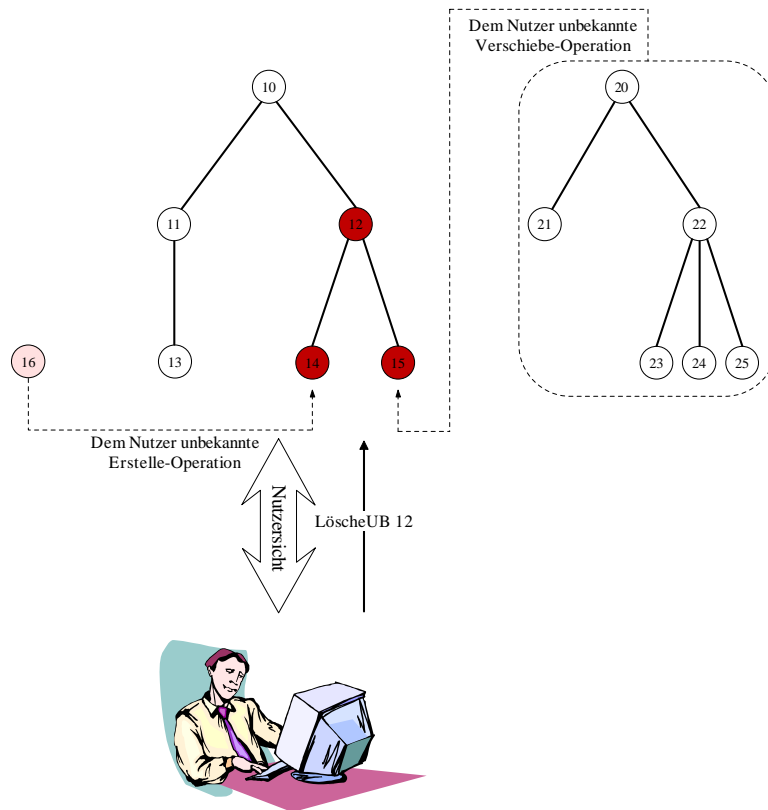 Dem Nutzer unbekannte
Verschiebe-Operation
10
20
11
12
21
22
16
13
14
15
23
24
25
Dem Nutzer unbekannte
Erstelle-Operation
Nutzersicht
LöscheUB 12